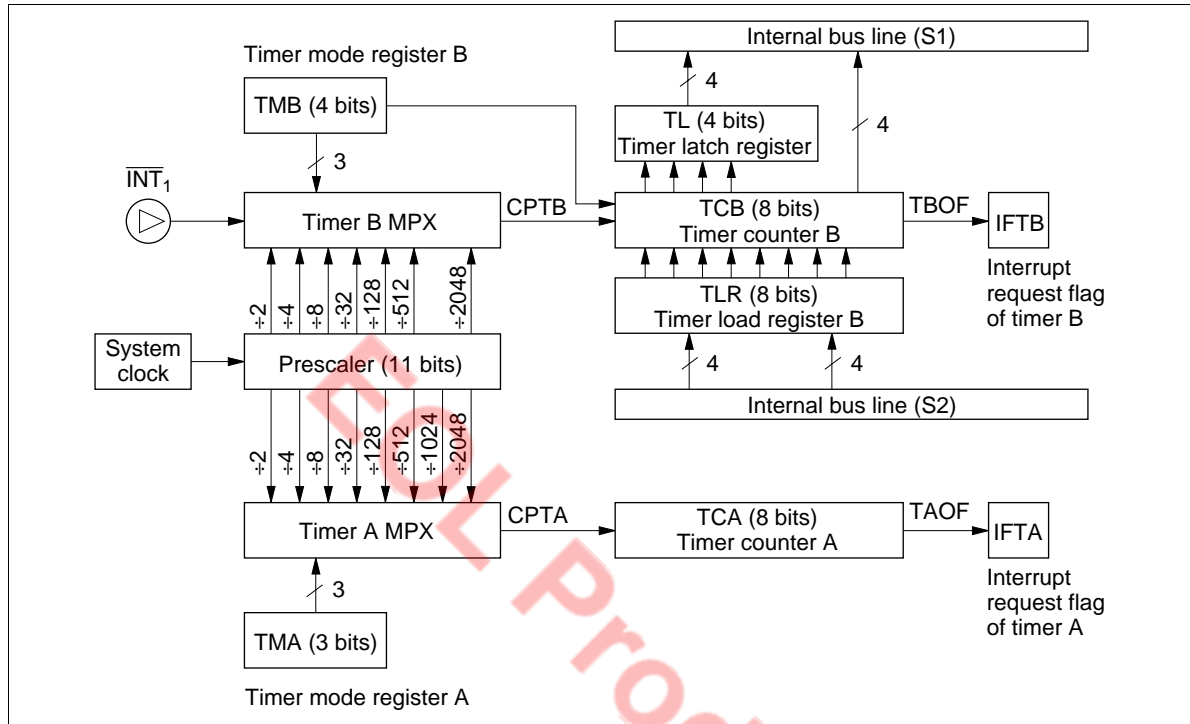 Internal bus line (S1)
Timer mode register B
TMB (4 bits)
4
TL (4 bits)
Timer latch register
4
3
INT1
Timer B MPX
CPTB
TCB (8 bits)
Timer counter B
TBOF
IFTB
Interrupt
request flag
of timer B
÷2
÷4
÷8
÷32
÷128
÷512
÷2048
TLR (8 bits)
Timer load register B
System
clock
Prescaler (11 bits)
4
4
Internal bus line (S2)
÷2
÷4
÷8
÷32
÷128
÷512
÷1024
÷2048
Timer A MPX
CPTA
TCA (8 bits)
Timer counter A
TAOF
IFTA
Interrupt
request flag
of timer A
3
TMA (3 bits)
Timer mode register A
EOL Prod